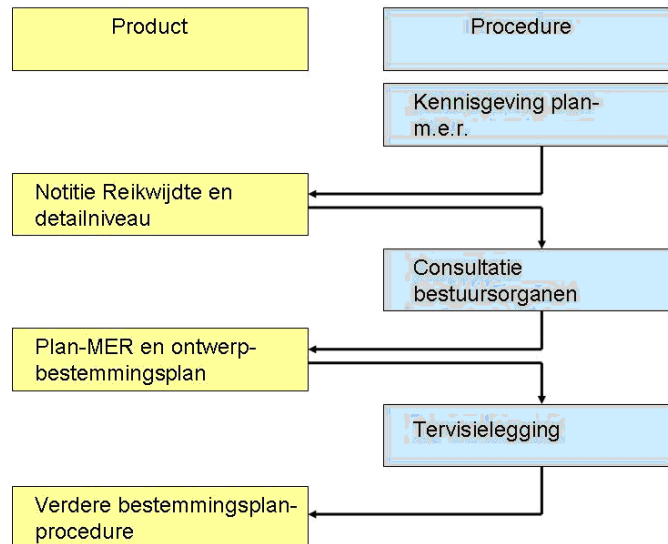 Product
Procedure
Kennisgeving plan-
m.e.r.
Notitie Reikwijdte en
detailniveau
Consultatie
bestuursorganen
Plan-MER en ontwerp-
bestemmingsplan
Tervisielegging
Verdere bestemmingsplan-
procedure